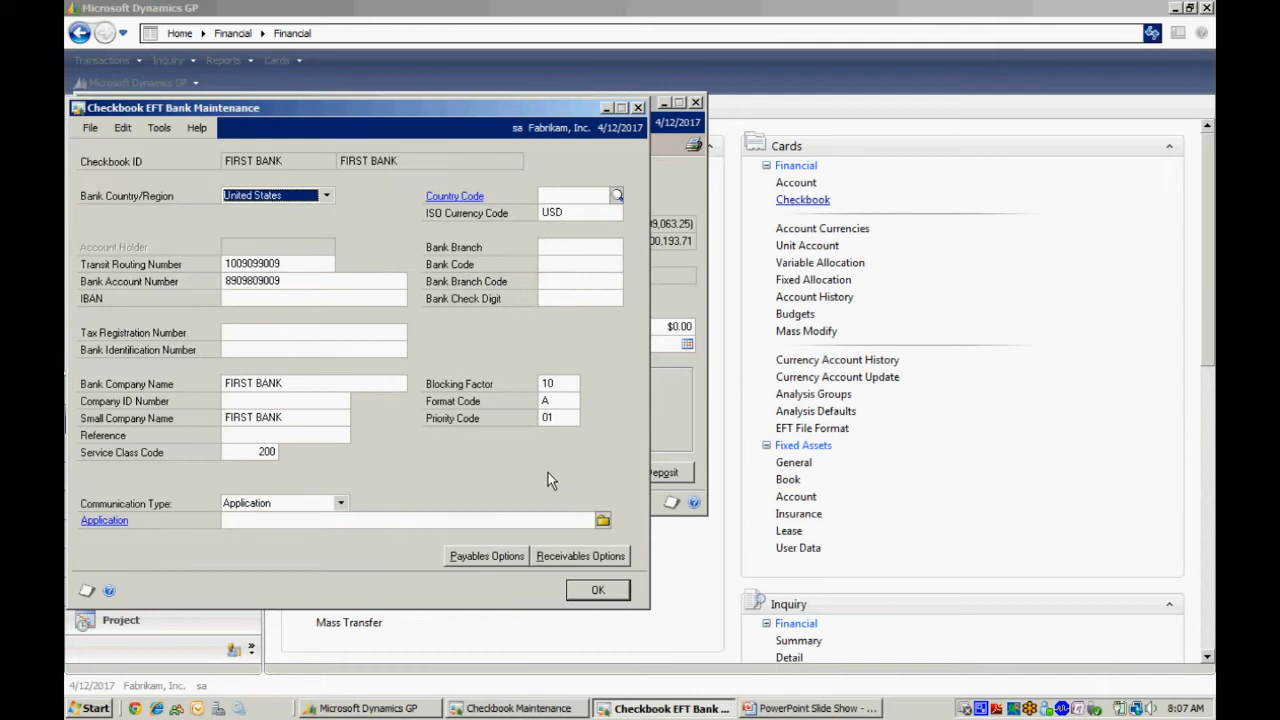 Microsoft Dynamics GP
Home Financial Financial
Transactions Inquiry Reports Cards
Microsoft Dynamics GP
Checkbook EFT Bank Maintenance
File Edit Tools Help sa Fabrikam, Inc. 4/12/2017
4/12/2017
Checkbook ID FIRST BANK FIRST BANK
Bank Country/Region United States Country Code
ISO Currency Code USD
Account Holder Bank Branch
Transit Routing Number 1009099009 Bank Code
Bank Account Number 8909809009 Bank Branch Code
IBAN Bank Check Digit
Tax Registration Number
Bank Identification Number
Bank Company Name FIRST BANK Blocking Factor 10
Company ID Number Format Code A
Small Company Name FIRST BANK Priority Code 01
Reference
Service Class Code 200
Communication Type: Application
Application
Payables Options Receivables Options
OK
9,063.25)
00,193.71
$0.00
Deposit
Cards
Financial
Account
Checkbook
Account Currencies
Unit Account
Variable Allocation
Fixed Allocation
Account History
Budgets
Mass Modify
Currency Account History
Currency Account Update
Analysis Groups
Analysis Defaults
EFT File Format
Fixed Assets
General
Book
Account
Insurance
Lease
User Data
Inquiry
Financial
Summary
Detail
Project
Mass Transfer
4/12/2017 Fabrikam, Inc. sa
Start Microsoft Dynamics GP Checkbook Maintenance Checkbook EFT Bank ... PowerPoint Slide Show - ... 8:07 AM